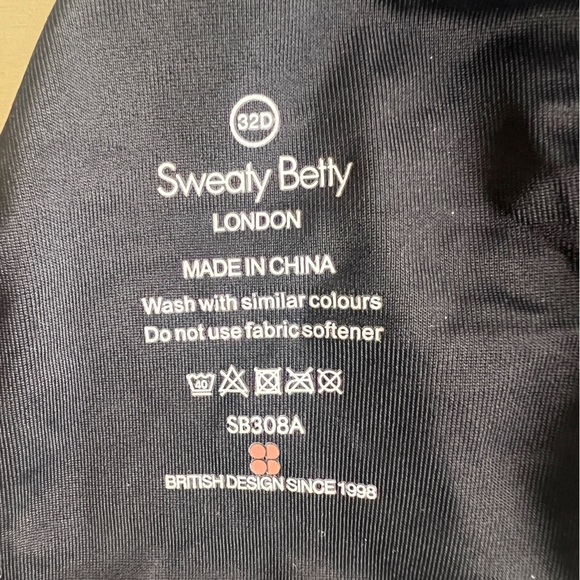 32D
Sweaty Betty
LONDON
MADE IN CHINA
Wash with similar colours
Do not use fabric softener
40
SB308A
BRITISH DESIGN SINCE 1998